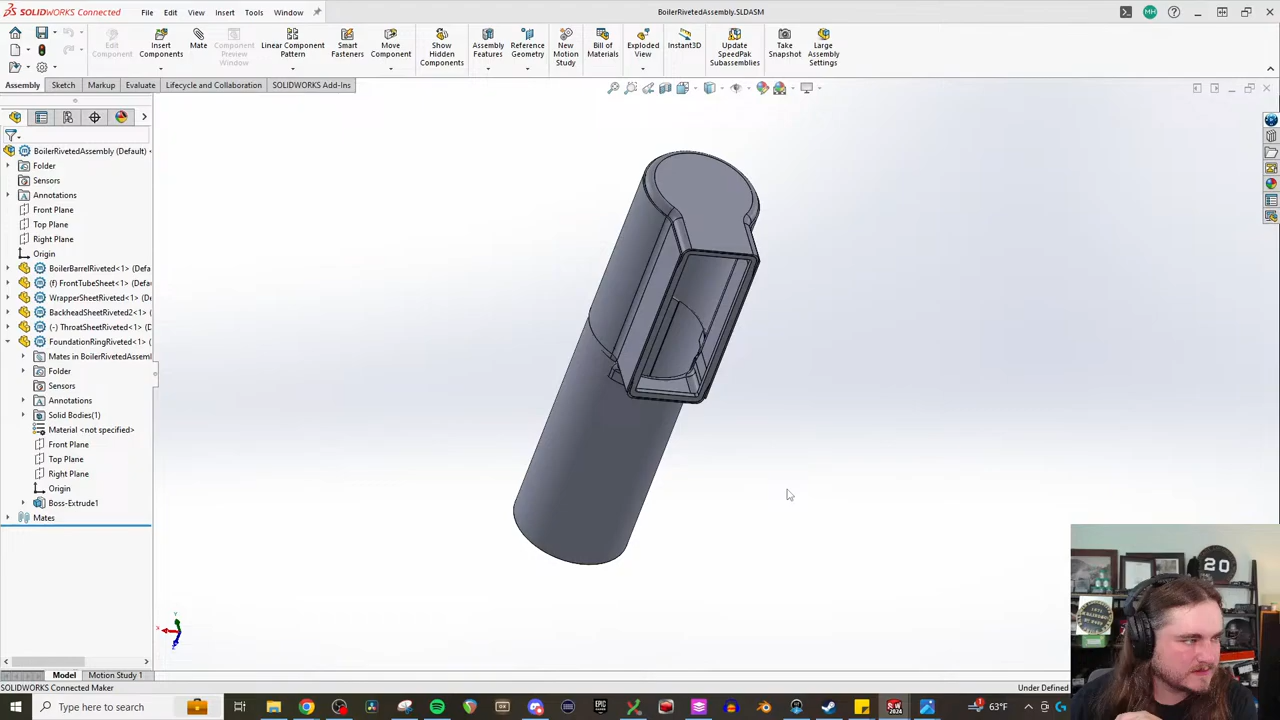 SOLIDWORKS Connected
File Edit View Insert Tools Window
BoilerRivetedAssembly.SLDASM
MH
Edit Component
Insert Components
Mate
Component Preview Window
Linear Component Pattern
Smart Fasteners
Move Component
Show Hidden Components
Assembly Features
Reference Geometry
New Motion Study
Bill of Materials
Exploded View
Instant3D
Update SpeedPak Subassemblies
Take Snapshot
Large Assembly Settings
Assembly Sketch Markup Evaluate Lifecycle and Collaboration SOLIDWORKS Add-Ins
BoilerRivetedAssembly (Default)
Folder
Sensors
Annotations
Front Plane
Top Plane
Right Plane
Origin
BoilerBarrelRiveted<1> (Defa
(f) FrontTubeSheet<1> (Def
WrapperSheetRiveted<1> (D
BackheadSheetRiveted2<1> (
(-) ThroatSheetRiveted<1> (
FoundationRingRiveted<1> (
Mates in BoilerRivetedAssembl
Folder
Sensors
Annotations
Solid Bodies(1)
Material <not specified>
Front Plane
Top Plane
Right Plane
Origin
Boss-Extrude1
Mates
Y
X
Z
20
Model Motion Study 1
SOLIDWORKS Connected Maker
Under Defined
Type here to search
63°F